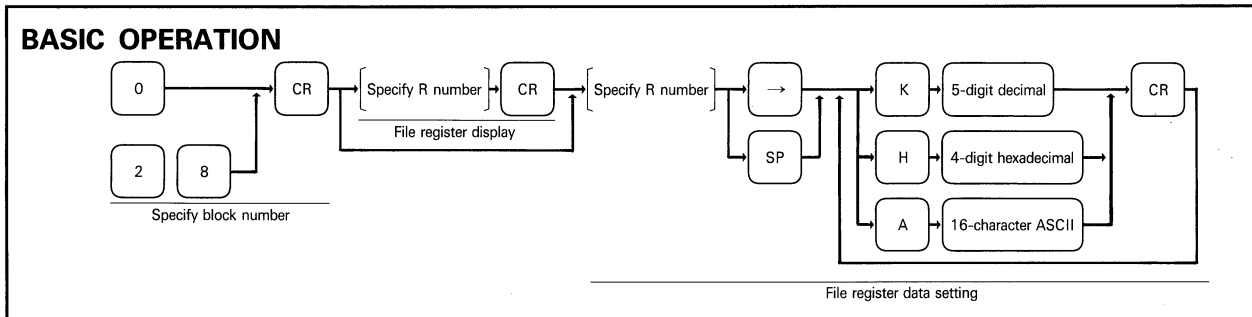 BASIC OPERATION
0 CR [Specify R number] CR [Specify R number] → K 5-digit decimal CR
File register display
2 8 SP H 4-digit hexadecimal
Specify block number
A 16-character ASCII
File register data setting